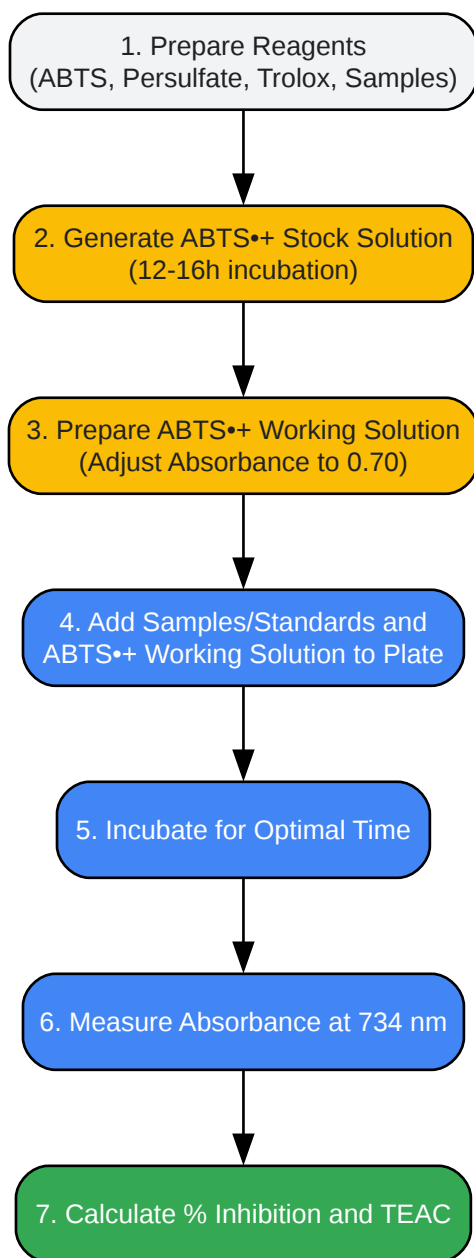 1. Prepare Reagents
(ABTS, Persulfate, Trolox, Samples)
2. Generate ABTS•+ Stock Solution
(12-16h incubation)
3. Prepare ABTS•+ Working Solution
(Adjust Absorbance to 0.70)
4. Add Samples/Standards and
ABTS•+ Working Solution to Plate
5. Incubate for Optimal Time
6. Measure Absorbance at 734 nm
7. Calculate % Inhibition and TEAC